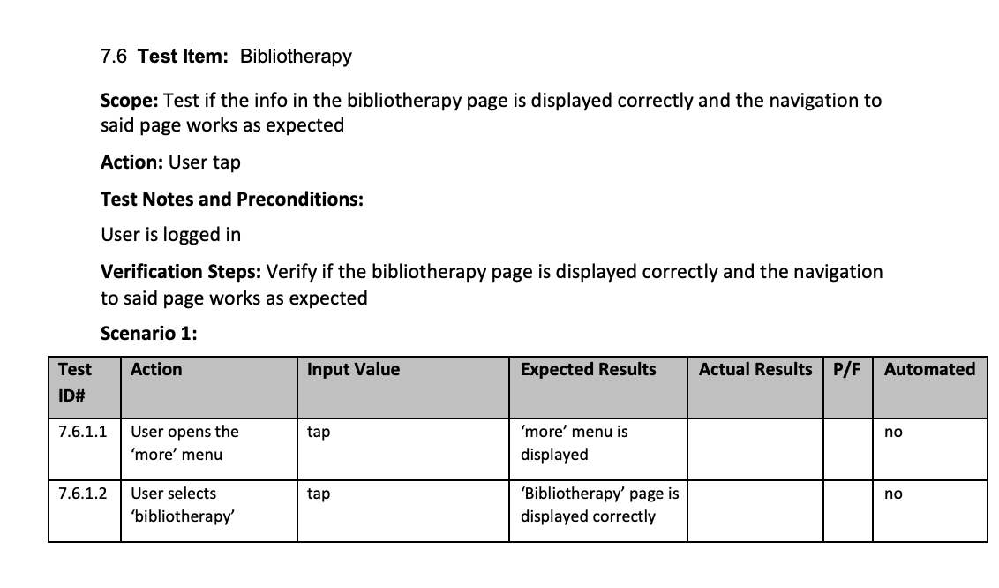 7.6 Test Item: Bibliotherapy
Scope: Test if the info in the bibliotherapy page is displayed correctly and the navigation to
said page works as expected
Action: User tap
Test Notes and Preconditions:
User is logged in
Verification Steps: Verify if the bibliotherapy page is displayed correctly and the navigation
to said page works as expected
Scenario 1:
Test ID# Action Input Value Expected Results Actual Results P/F Automated
7.6.1.1 User opens the ‘more’ menu tap ‘more’ menu is displayed no
7.6.1.2 User selects ‘bibliotherapy’ tap ‘Bibliotherapy’ page is displayed correctly no